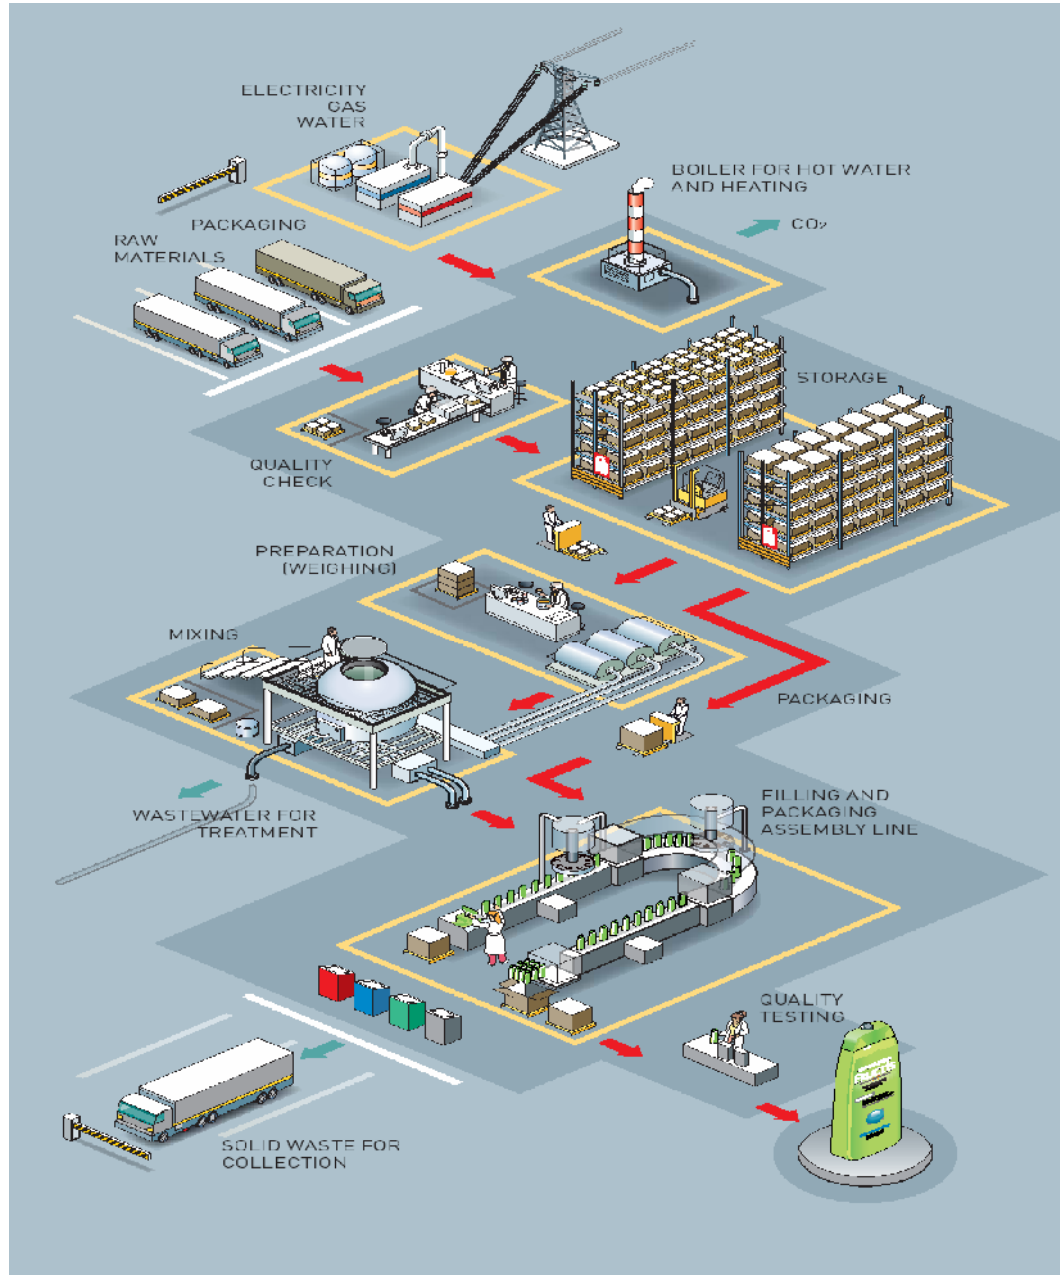 ELECTRICITY
GAS
WATER
BOILER FOR HOT WATER
AND HEATING
CO₂
PACKAGING
RAW
MATERIALS
STORAGE
QUALITY
CHECK
PREPARATION
(WEIGHING)
MIXING
PACKAGING
WASTEWATER FOR
TREATMENT
FILLING AND
PACKAGING
ASSEMBLY LINE
QUALITY
TESTING
SOLID WASTE FOR
COLLECTION